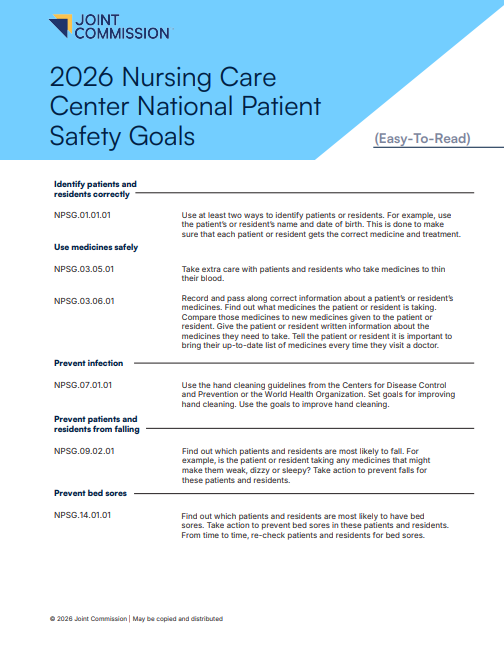 JOINT
COMMISSION
2026 Nursing Care
Center National Patient
Safety Goals
(Easy-To-Read)
Identify patients and
residents correctly
NPSG.01.01.01
Use at least two ways to identify patients or residents. For example, use
the patient's or resident's name and date of birth. This is done to make
sure that each patient or resident gets the correct medicine and treatment.
Use medicines safely
NPSG.03.05.01
Take extra care with patients and residents who take medicines to thin
their blood.
NPSG.03.06.01
Record and pass along correct information about a patient's or resident's
medicines. Find out what medicines the patient or resident is taking.
Compare those medicines to new medicines given to the patient or
resident. Give the patient or resident written information about the
medicines they need to take. Tell the patient or resident it is important to
bring their up-to-date list of medicines every time they visit a doctor.
Prevent infection
NPSG.07.01.01
Use the hand cleaning guidelines from the Centers for Disease Control
and Prevention or the World Health Organization. Set goals for improving
hand cleaning. Use the goals to improve hand cleaning.
Prevent patients and
residents from falling
NPSG.09.02.01
Find out which patients and residents are most likely to fall. For
example, is the patient or resident taking any medicines that might
make them weak, dizzy or sleepy? Take action to prevent falls for
these patients and residents.
Prevent bed sores
NPSG.14.01.01
Find out which patients and residents are most likely to have bed
sores. Take action to prevent bed sores in these patients and residents.
From time to time, re-check patients and residents for bed sores.
© 2026 Joint Commission | May be copied and distributed